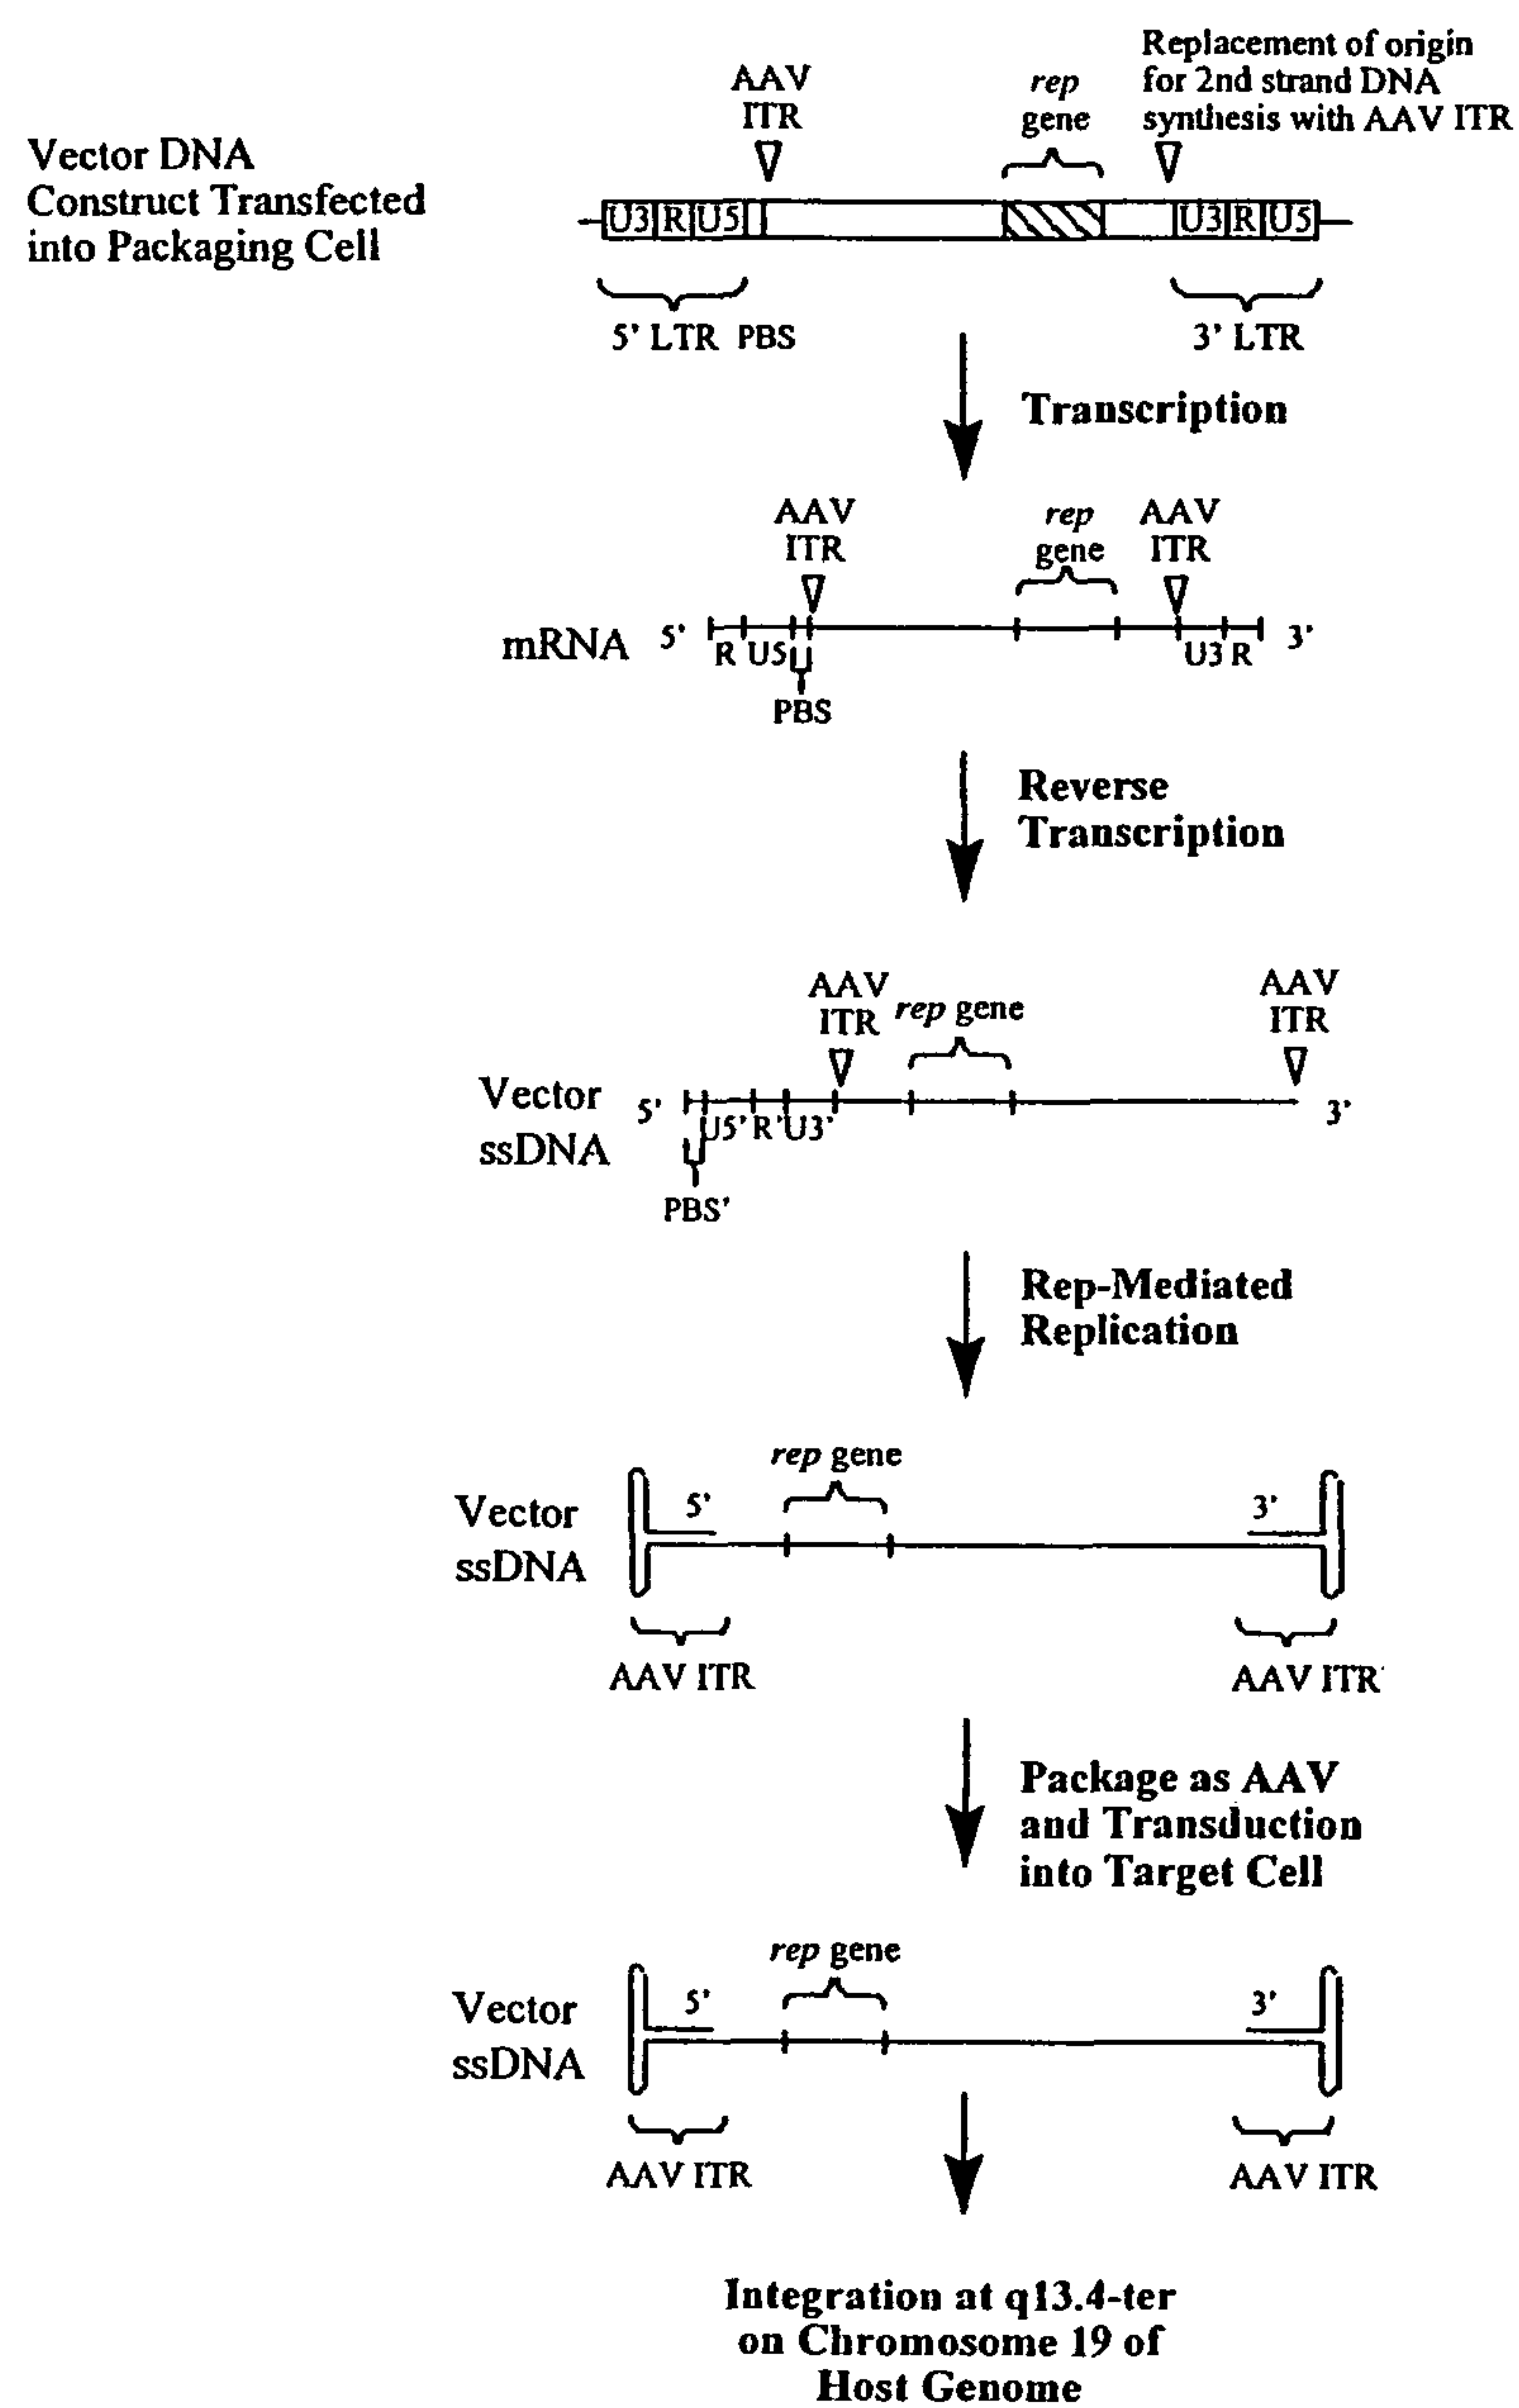 Replacement of origin
for 2nd strand DNA
synthesis with AAV ITR
AAV
ITR
rep
gene
Vector DNA
Construct Transfected
into Packaging Cell
U3 R U5
U3 R U5
5' LTR PBS
3' LTR
Transcription
AAV
ITR
rep
gene
AAV
ITR
mRNA 5'
3'
R U5
U3 R
PBS
Reverse
Transcription
AAV
ITR
rep gene
AAV
ITR
Vector
ssDNA
5'
3'
U5' R' U3'
PBS'
Rep-Mediated
Replication
rep gene
Vector
ssDNA
5'
3'
AAV ITR
AAV ITR
Package as AAV
and Transduction
into Target Cell
rep gene
Vector
ssDNA
5'
3'
AAV ITR
AAV ITR
Integration at q13.4-ter
on Chromosome 19 of
Host Genome